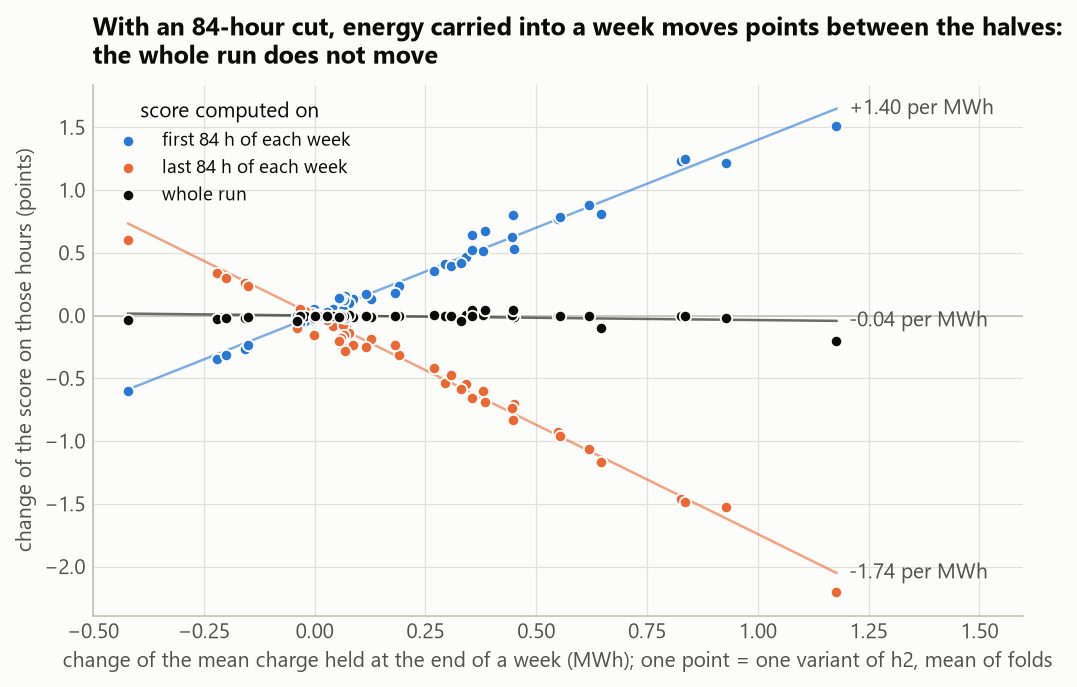 With an 84-hour cut, energy carried into a week moves points between the halves:
the whole run does not move
score computed on
first 84 h of each week
last 84 h of each week
whole run
+1.40 per MWh
-0.04 per MWh
-1.74 per MWh
change of the score on those hours (points)
1.5
1.0
0.5
0.0
−0.5
−1.0
−1.5
−2.0
−0.50 −0.25 0.00 0.25 0.50 0.75 1.00 1.25 1.50
change of the mean charge held at the end of a week (MWh); one point = one variant of h2, mean of folds